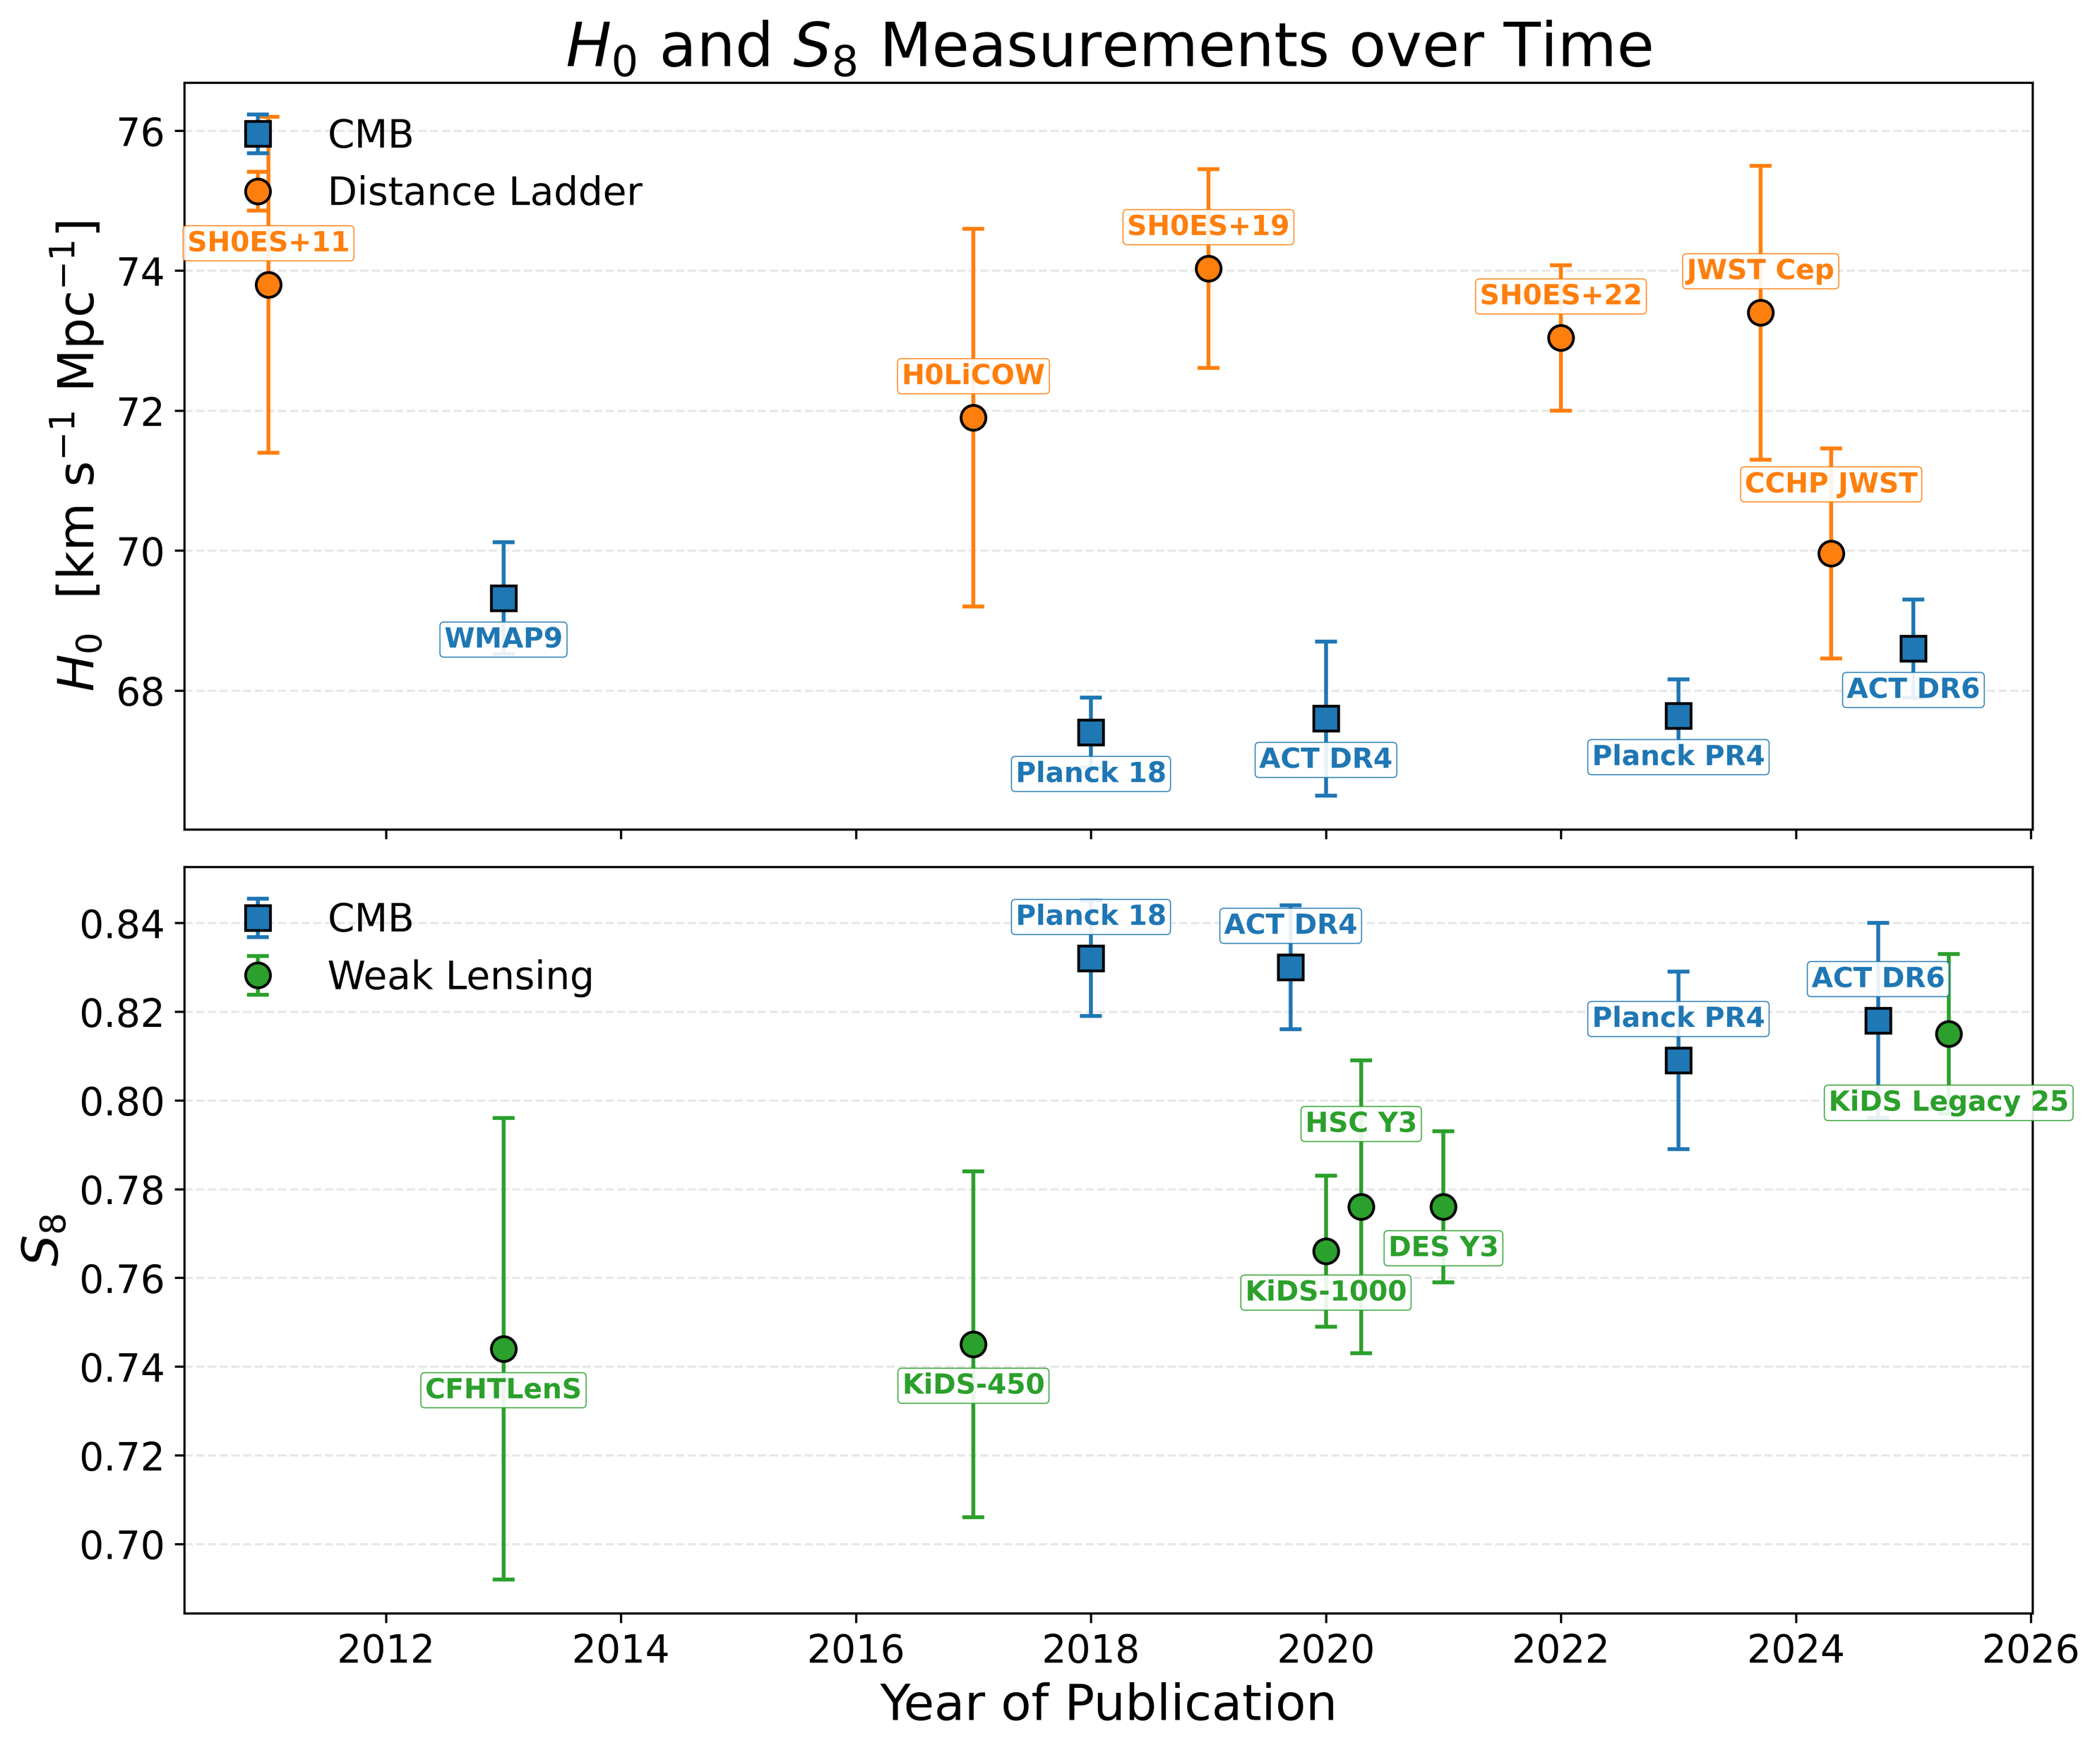 H₀ and S₈ Measurements over Time
H₀ [km s⁻¹ Mpc⁻¹]
76
74
72
70
68
CMB
Distance Ladder
SH0ES+11
SH0ES+19
JWST Cep
SH0ES+22
H0LiCOW
CCHP JWST
WMAP9
ACT DR6
Planck 18
ACT DR4
Planck PR4
S₈
0.84
0.82
0.80
0.78
0.76
0.74
0.72
0.70
CMB
Weak Lensing
Planck 18
ACT DR4
ACT DR6
Planck PR4
KiDS Legacy 25
HSC Y3
DES Y3
KiDS-1000
CFHTLenS
KiDS-450
2012
2014
2016
2018
2020
2022
2024
2026
Year of Publication